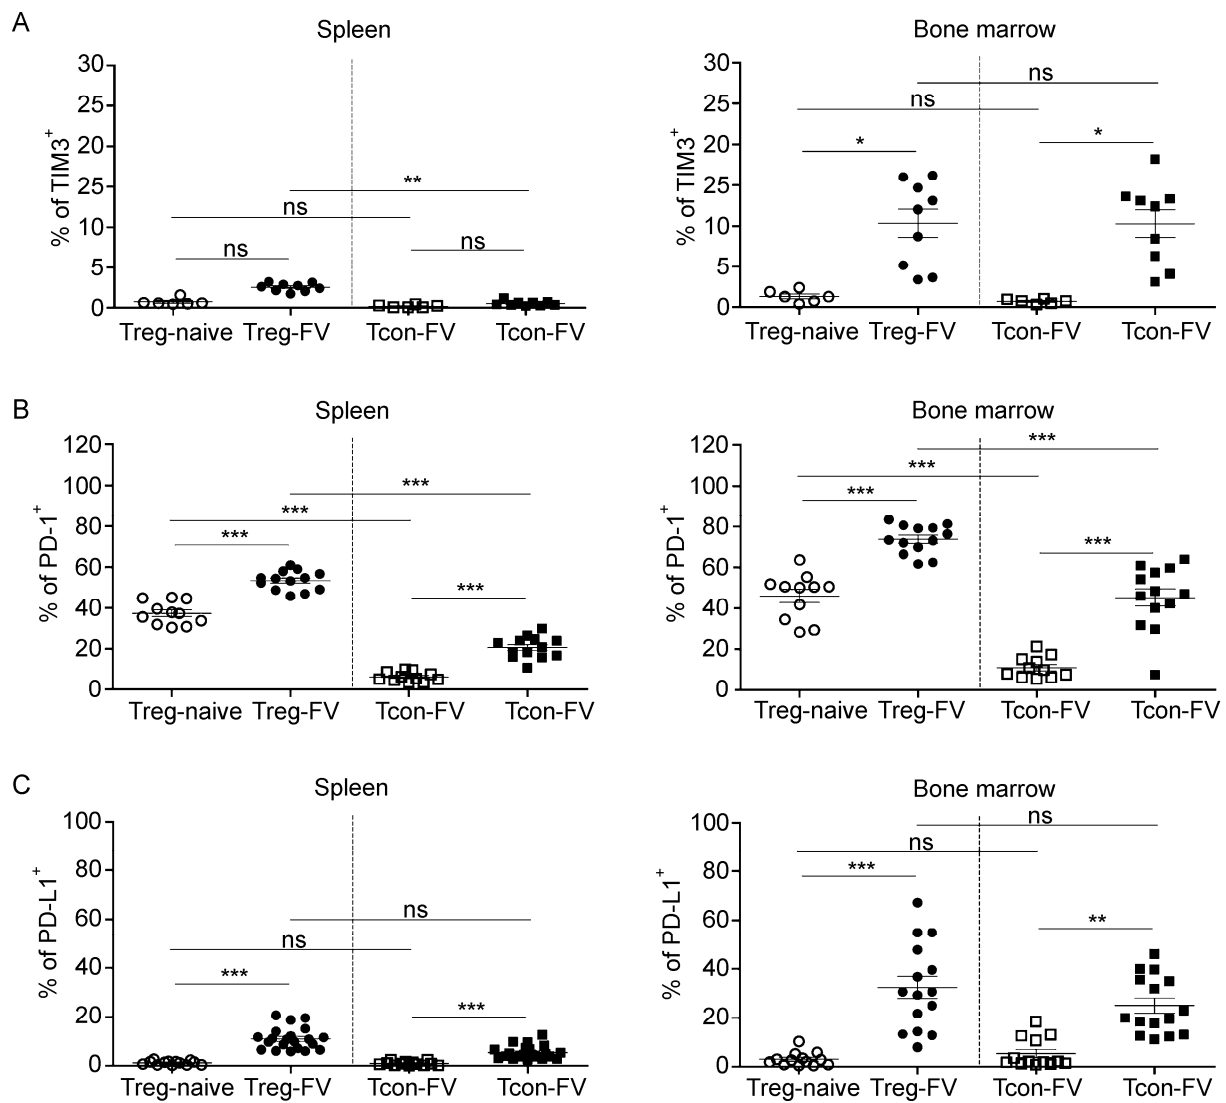 A
Spleen
% of TIM3+
30
25
20
25
10
5
0
**
ns
ns
ns
Treg-naive Treg-FV Tcon-FV Tcon-FV
Bone marrow
% of TIM3+
30
25
20
25
10
5
0
ns
ns
*
*
Treg-naive Treg-FV Tcon-FV Tcon-FV
B
Spleen
% of PD-1+
120
100
80
60
40
20
0
***
***
***
***
Treg-naive Treg-FV Tcon-FV Tcon-FV
Bone marrow
% of PD-1+
120
100
80
60
40
20
0
***
***
***
***
Treg-naive Treg-FV Tcon-FV Tcon-FV
C
Spleen
% of PD-L1+
100
80
60
40
20
0
ns
ns
***
***
Treg-naive Treg-FV Tcon-FV Tcon-FV
Bone marrow
% of PD-L1+
100
80
60
40
20
0
ns
ns
***
**
Treg-naive Treg-FV Tcon-FV Tcon-FV